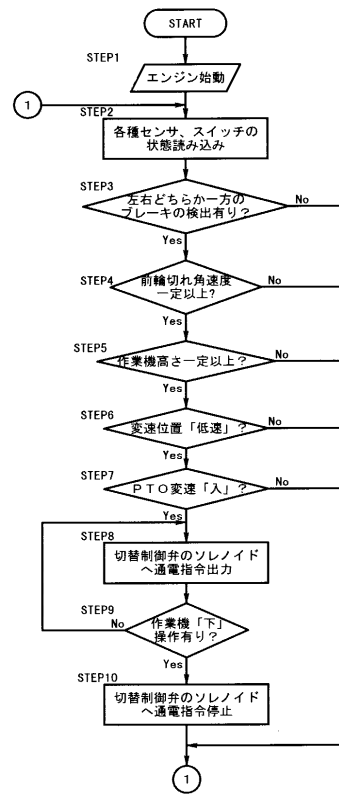 START
STEP1
エンジン始動
1
STEP2
各種センサ、スイッチの
状態読み込み
STEP3
左右どちらか一方の
ブレーキの検出有り？
No
Yes
STEP4
前輪切れ角速度
一定以上?
No
Yes
STEP5
作業機高さ一定以上？
No
Yes
STEP6
変速位置「低速」？
No
Yes
STEP7
ＰＴＯ変速「入」？
No
Yes
STEP8
切替制御弁のソレノイド
へ通電指令出力
STEP9
作業機「下」
操作有り？
No
Yes
STEP10
切替制御弁のソレノイド
へ通電指令停止
1